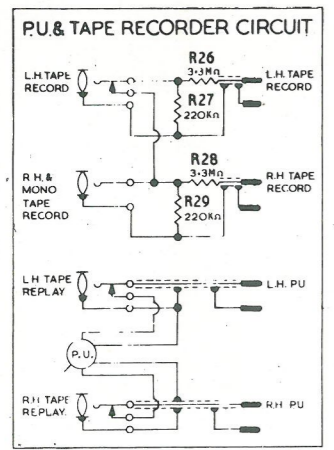 P.U.& TAPE RECORDER CIRCUIT
R26
3·3MΩ
L.H. TAPE
RECORD
L.H. TAPE
RECORD
R27
220KΩ
R28
3·3MΩ
R.H.&
MONO
TAPE
RECORD
R.H TAPE
RECORD
R29
220KΩ
L.H TAPE
REPLAY
L.H. PU
P.U.
R.H TAPE
REPLAY.
R.H PU